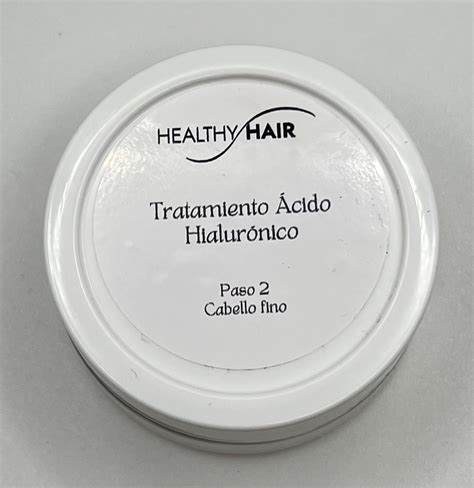 HEALTHY HAIR
Tratamiento Ácido
Hialurónico
Paso 2
Cabello fino